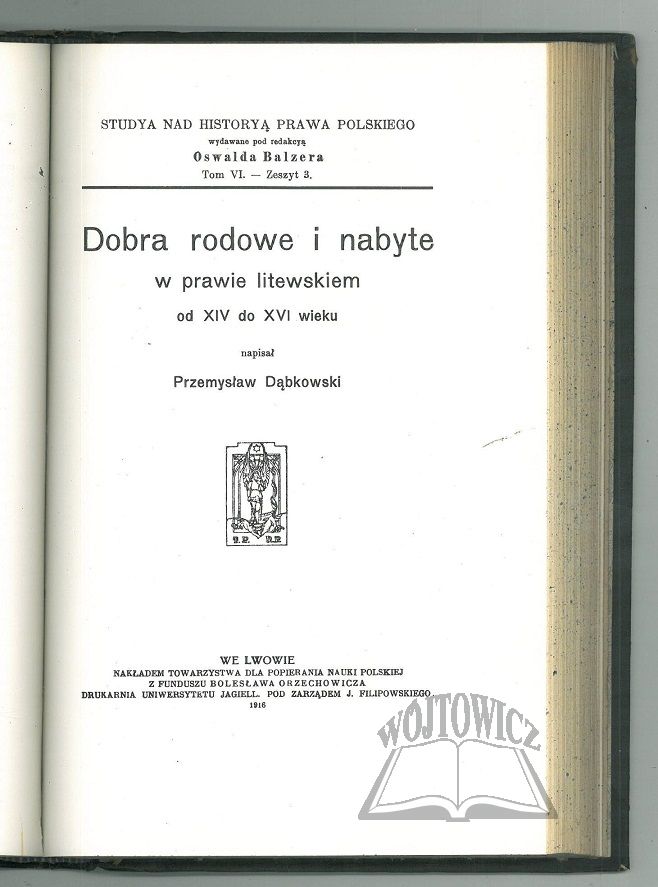 STUDYA NAD HISTORYĄ PRAWA POLSKIEGO
wydawane pod redakcyą
Oswalda Balzera
Tom VI. — Zeszyt 3.
Dobra rodowe i nabyte
w prawie litewskiem
od XIV do XVI wieku
napisał
Przemysław Dąbkowski
WE LWOWIE
NAKŁADEM TOWARZYSTWA DLA POPIERANIA NAUKI POLSKIEJ
Z FUNDUSZU BOLESŁAWA ORZECHOWICZA
DRUKARNIA UNIWERSYTETU JAGIELL. POD ZARZĄDEM J. FILIPOWSKIEGO
1916
WÓJTOWICZ